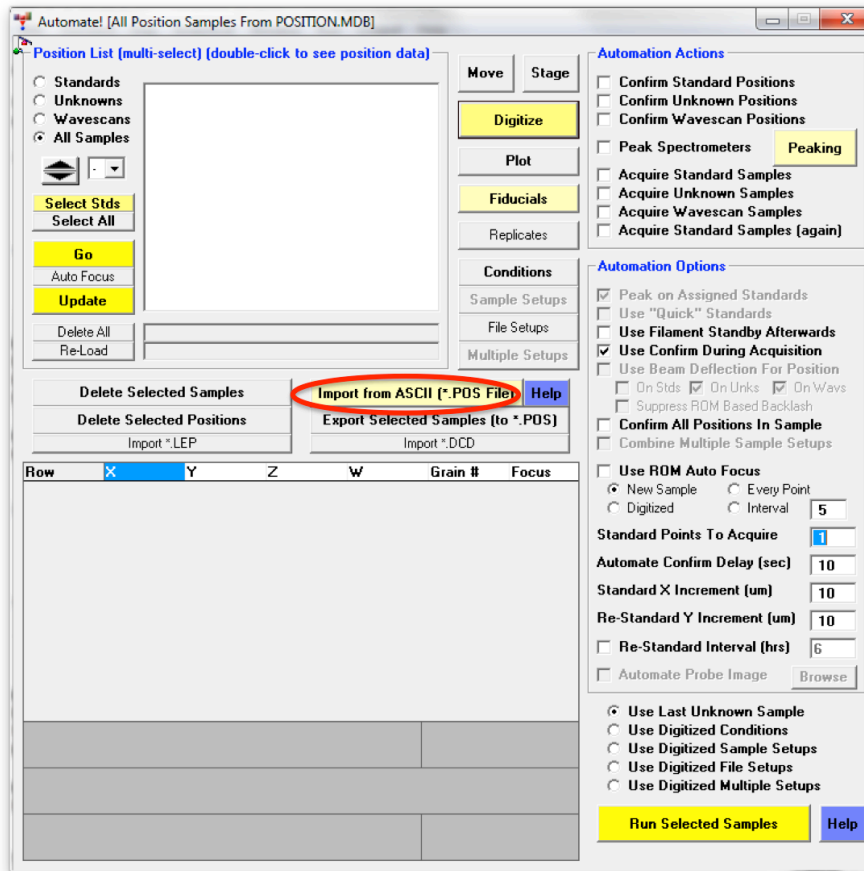 Automate! [All Position Samples From POSITION.MDB]
Position List (multi-select) (double-click to see position data)
Standards
Unknowns
Wavescans
All Samples
-
Select Stds
Select All
Go
Auto Focus
Update
Delete All
Re-Load
Move
Stage
Digitize
Plot
Fiducials
Replicates
Conditions
Sample Setups
File Setups
Multiple Setups
Delete Selected Samples
Import from ASCII (*.POS File)
Help
Delete Selected Positions
Export Selected Samples (to *.POS)
Import *.LEP
Import *.DCD
Row X Y Z W Grain # Focus
Automation Actions
Confirm Standard Positions
Confirm Unknown Positions
Confirm Wavescan Positions
Peak Spectrometers
Peaking
Acquire Standard Samples
Acquire Unknown Samples
Acquire Wavescan Samples
Acquire Standard Samples (again)
Automation Options
Peak on Assigned Standards
Use "Quick" Standards
Use Filament Standby Afterwards
Use Confirm During Acquisition
Use Beam Deflection For Position
On Stds On Unks On Wavs
Suppress ROM Based Backlash
Confirm All Positions In Sample
Combine Multiple Sample Setups
Use ROM Auto Focus
New Sample Every Point
Digitized Interval 5
Standard Points To Acquire 1
Automate Confirm Delay (sec) 10
Standard X Increment (um) 10
Re-Standard Y Increment (um) 10
Re-Standard Interval (hrs) 6
Automate Probe Image Browse
Use Last Unknown Sample
Use Digitized Conditions
Use Digitized Sample Setups
Use Digitized File Setups
Use Digitized Multiple Setups
Run Selected Samples
Help